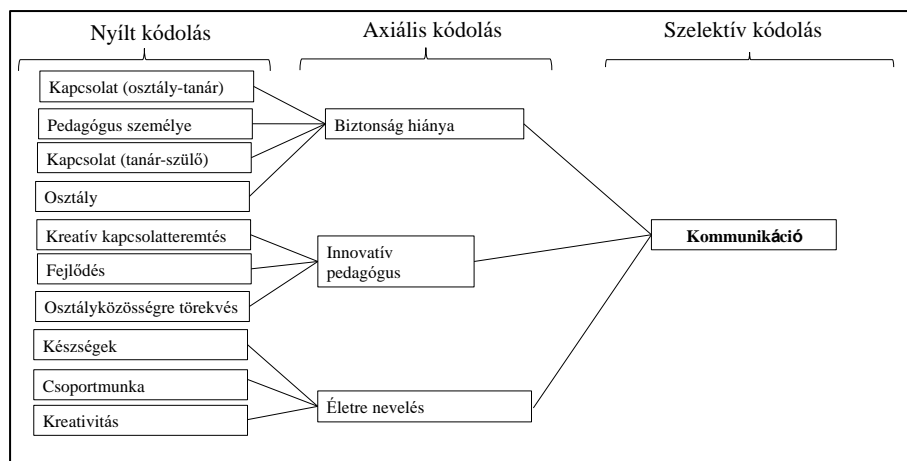 Nyílt kódolás
Axiális kódolás
Szelektív kódolás
Kapcsolat (osztály-tanár)
Pedagógus személye
Kapcsolat (tanár-szülő)
Osztály
Kreatív kapcsolatteremtés
Fejlődés
Osztályközösségre törekvés
Készségek
Csoportmunka
Kreativitás
Biztonság hiánya
Innovatív
pedagógus
Életre nevelés
Kommunikáció